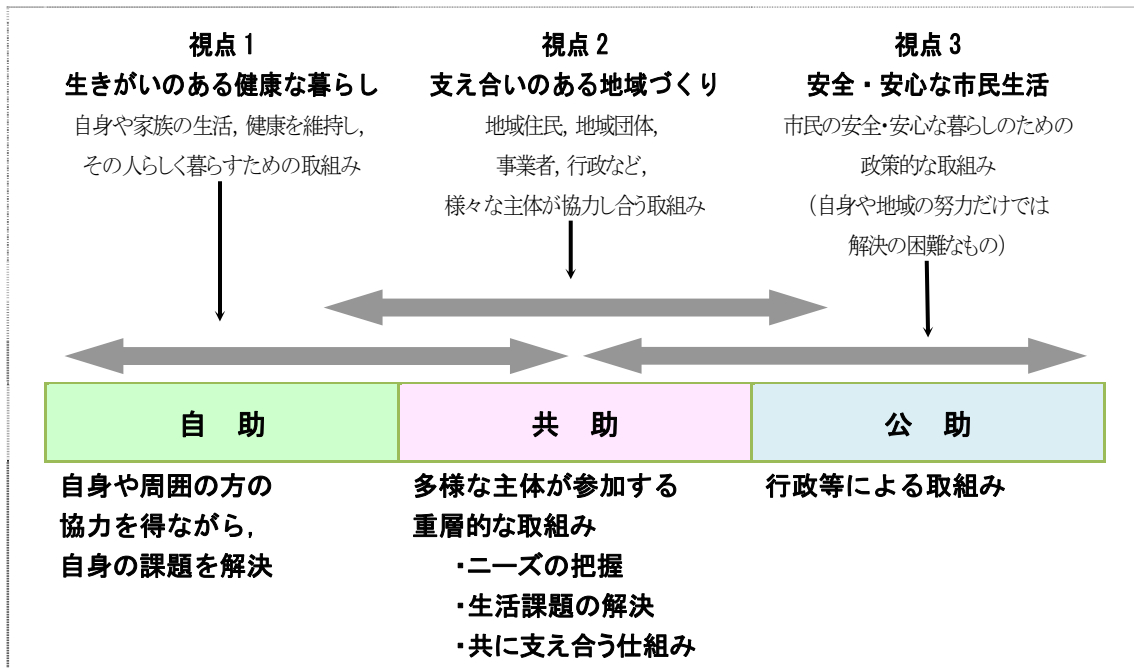 視点1
生きがいのある健康な暮らし
自身や家族の生活,健康を維持し,
その人らしく暮らすための取組み
視点2
支え合いのある地域づくり
地域住民,地域団体,
事業者,行政など,
様々な主体が協力し合う取組み
視点3
安全・安心な市民生活
市民の安全・安心な暮らしのための
政策的な取組み
(自身や地域の努力だけでは
解決の困難なもの)
自 助
共 助
公 助
自身や周囲の方の
協力を得ながら,
自身の課題を解決
多様な主体が参加する
重層的な取組み
・ニーズの把握
・生活課題の解決
・共に支え合う仕組み
行政等による取組み